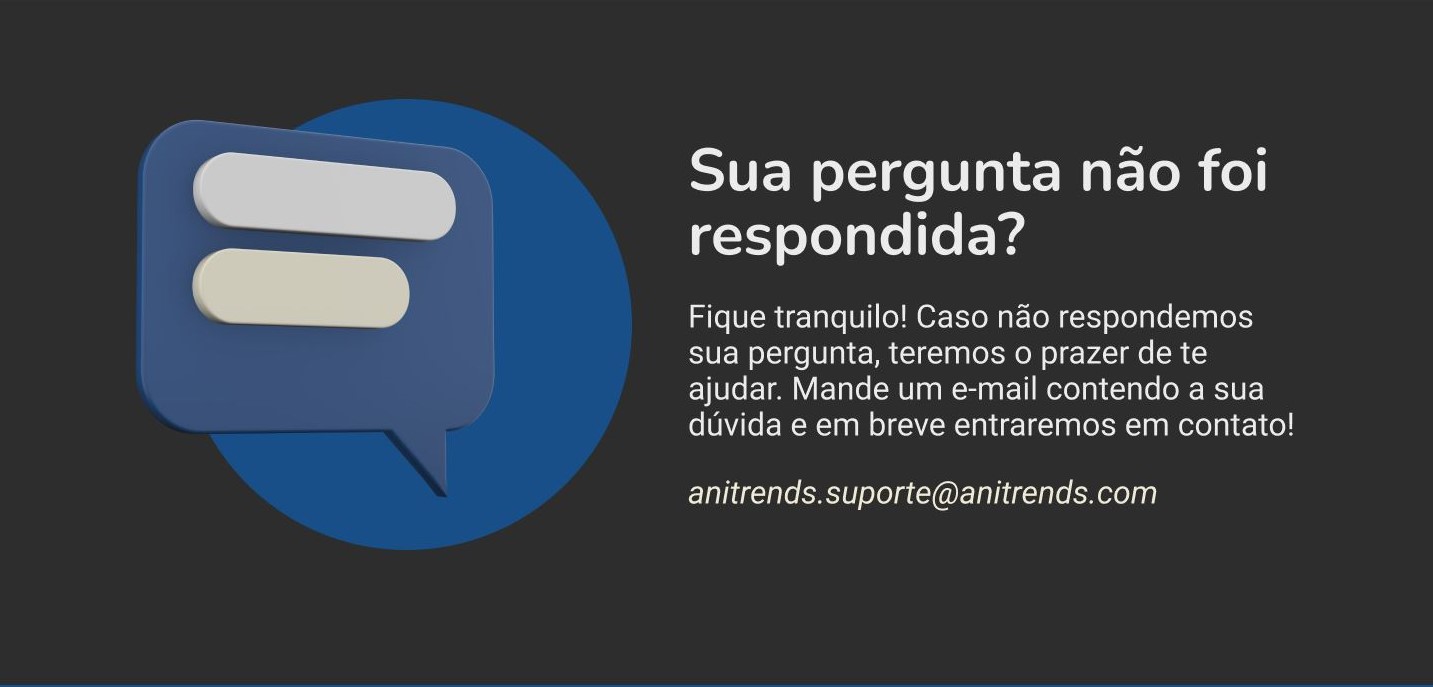 Sua pergunta não foi
respondida?
Fique tranquilo! Caso não respondemos
sua pergunta, teremos o prazer de te
ajudar. Mande um e-mail contendo a sua
dúvida e em breve entraremos em contato!
anitrends.suporte@anitrends.com